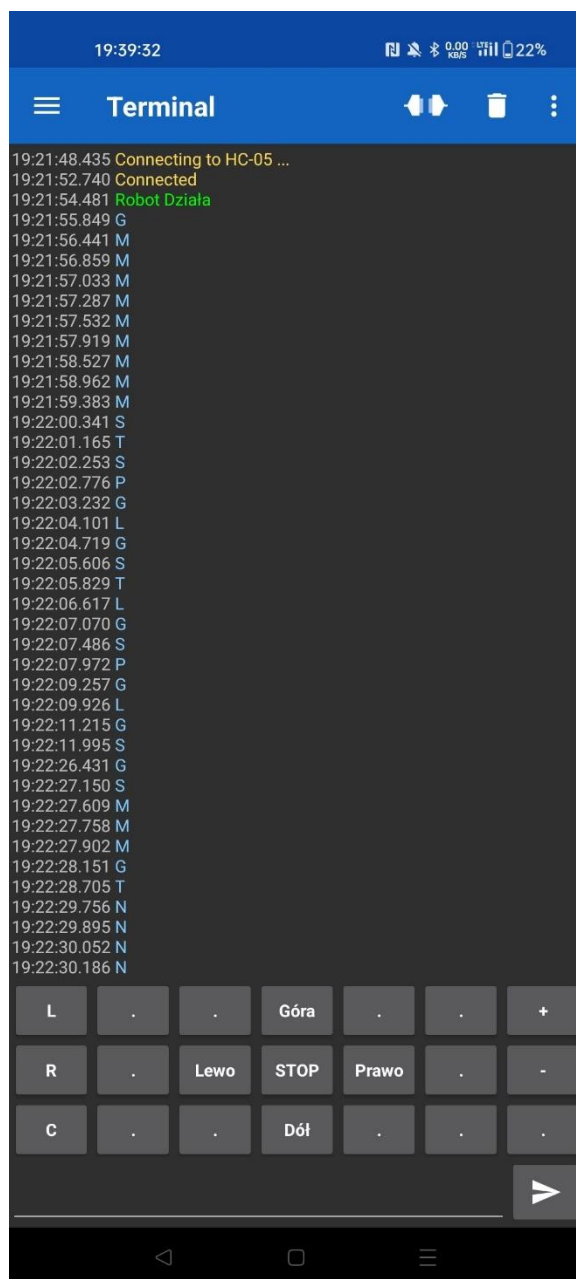 19:39:32 0.00 KB/S LTE 22%
Terminal
19:21:48.435 Connecting to HC-05 ...
19:21:52.740 Connected
19:21:54.481 Robot Działa
19:21:55.849 G
19:21:56.441 M
19:21:56.859 M
19:21:57.033 M
19:21:57.287 M
19:21:57.532 M
19:21:57.919 M
19:21:58.527 M
19:21:58.962 M
19:21:59.383 M
19:22:00.341 S
19:22:01.165 T
19:22:02.253 S
19:22:02.776 P
19:22:03.232 G
19:22:04.101 L
19:22:04.719 G
19:22:05.606 S
19:22:05.829 T
19:22:06.617 L
19:22:07.070 G
19:22:07.486 S
19:22:07.972 P
19:22:09.257 G
19:22:09.926 L
19:22:11.215 G
19:22:11.995 S
19:22:26.431 G
19:22:27.150 S
19:22:27.609 M
19:22:27.758 M
19:22:27.902 M
19:22:28.151 G
19:22:28.705 T
19:22:29.756 N
19:22:29.895 N
19:22:30.052 N
19:22:30.186 N
L . . Góra . . +
R . Lewo STOP Prawo . -
C . . Dół . . .